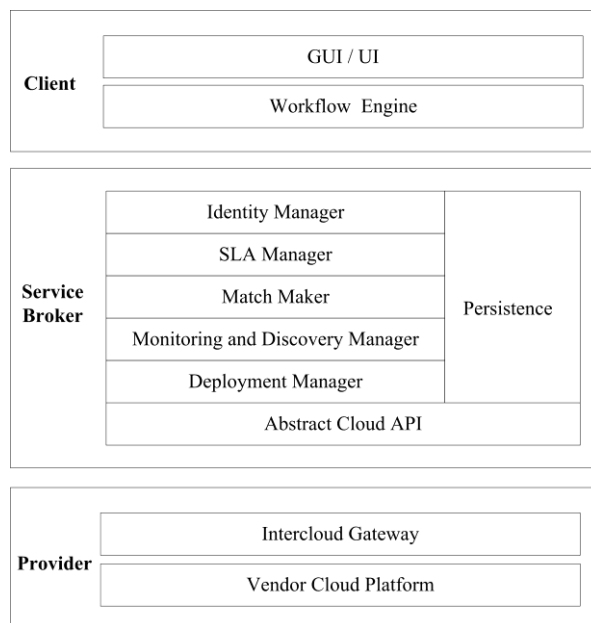 GUI / UI
Client
Workflow Engine
Identity Manager
SLA Manager
Service
Broker
Match Maker
Persistence
Monitoring and Discovery Manager
Deployment Manager
Abstract Cloud API
Intercloud Gateway
Provider
Vendor Cloud Platform